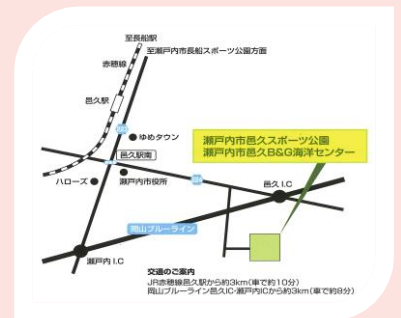 至長船駅
至瀬戸内市長船スポーツ公園方面
赤穂線
邑久駅
ゆめタウン
瀬戸内市邑久スポーツ公園
瀬戸内市邑久B&G海洋センター
邑久駅南
ハローズ
瀬戸内市役所
邑久 I.C
岡山ブルーライン
瀬戸内 I.C
交通のご案内
JR赤穂線邑久駅から約3km(車で約10分)
岡山ブルーライン邑久IC・瀬戸内ICから約3km(車で約8分)